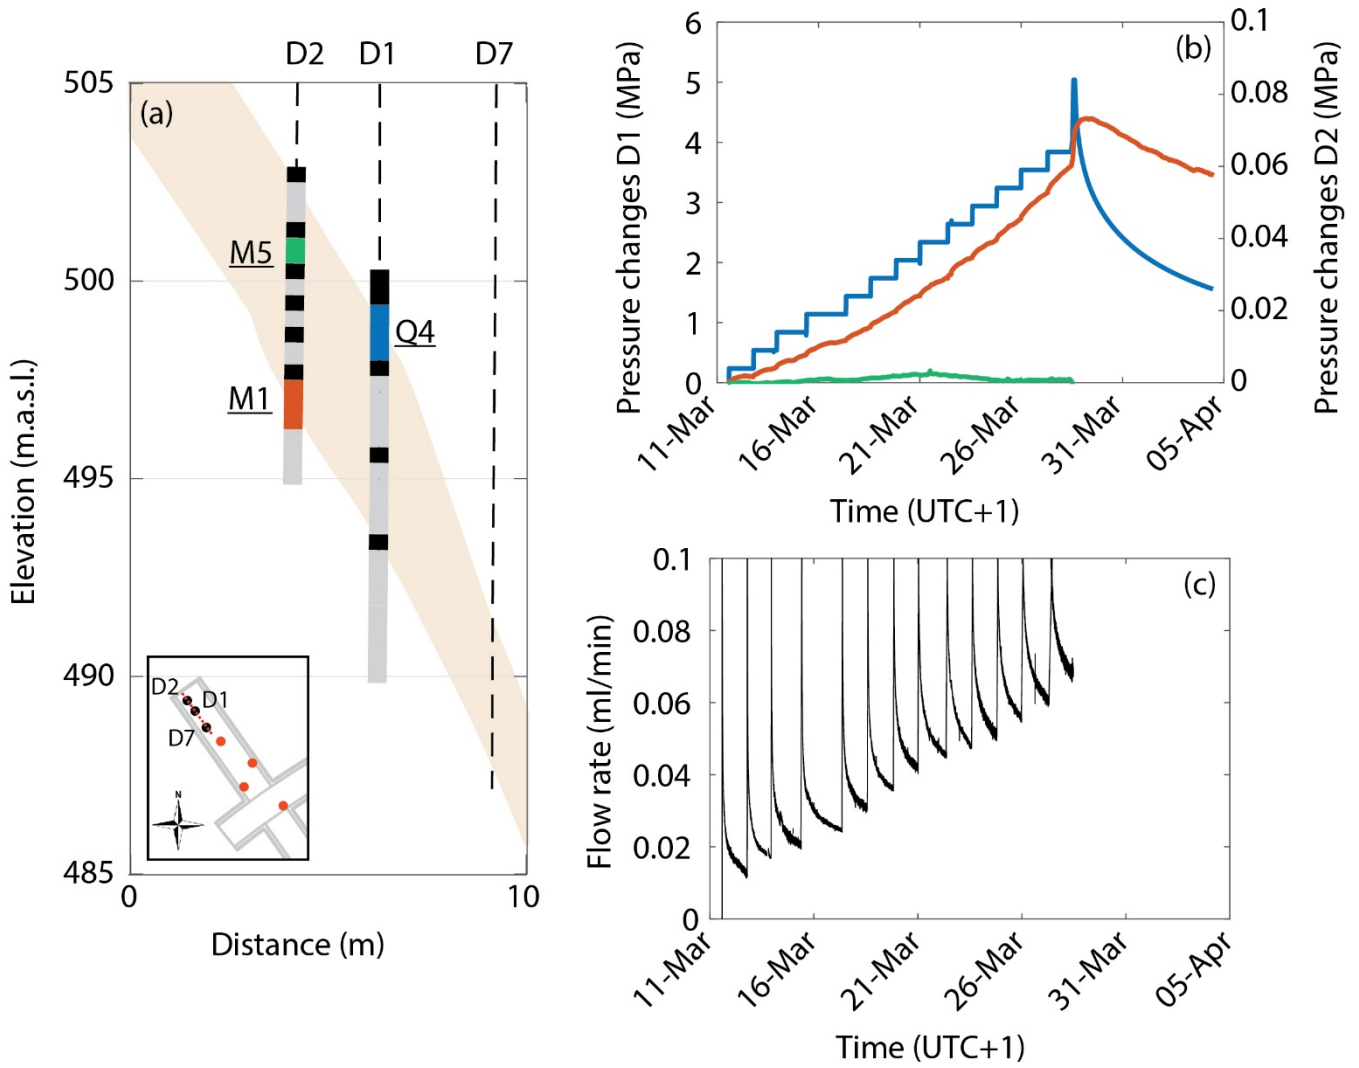 D2 D1 D7
505
(a)
500
495
490
485
M5
Q4
M1
Elevation (m.a.s.l.)
D2
D1
D7
N
0
10
Distance (m)
(b)
6
5
4
3
2
1
0
Pressure changes D1 (MPa)
0.1
0.08
0.06
0.04
0.02
0
Pressure changes D2 (MPa)
11-Mar
16-Mar
21-Mar
26-Mar
31-Mar
05-Apr
Time (UTC+1)
(c)
0.1
0.08
0.06
0.04
0.02
0
Flow rate (ml/min)
11-Mar
16-Mar
21-Mar
26-Mar
31-Mar
05-Apr
Time (UTC+1)